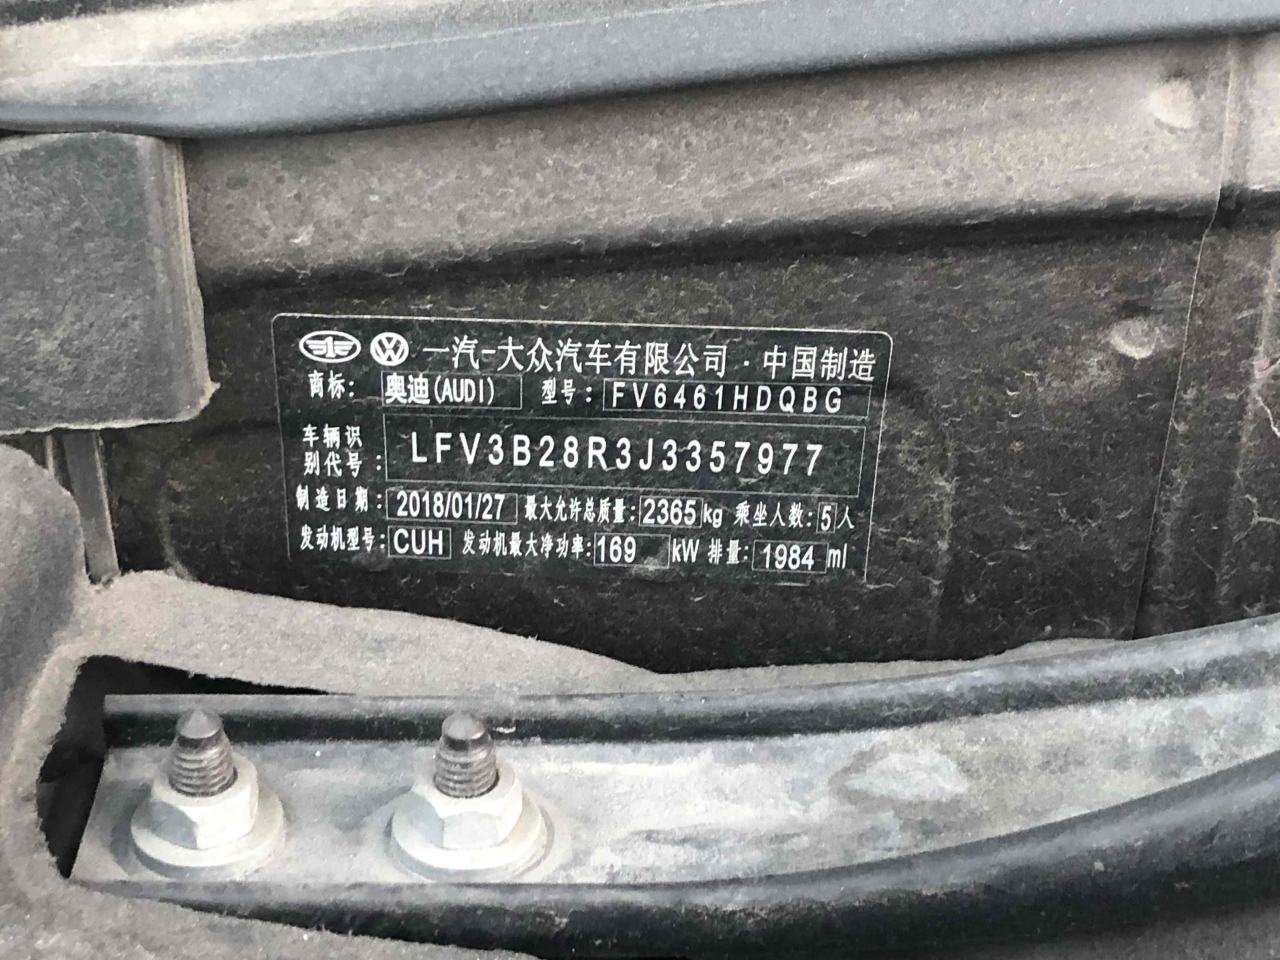 一汽-大众汽车有限公司·中国制造
商标: 奥迪(AUDI) 型号: FV6461HDQBG
车辆识
别代号: LFV3B28R3J3357977
制造日期: 2018/01/27 最大允许总质量: 2365 kg 乘坐人数: 5 人
发动机型号: CUH 发动机最大净功率: 169 kW 排量: 1984 ml